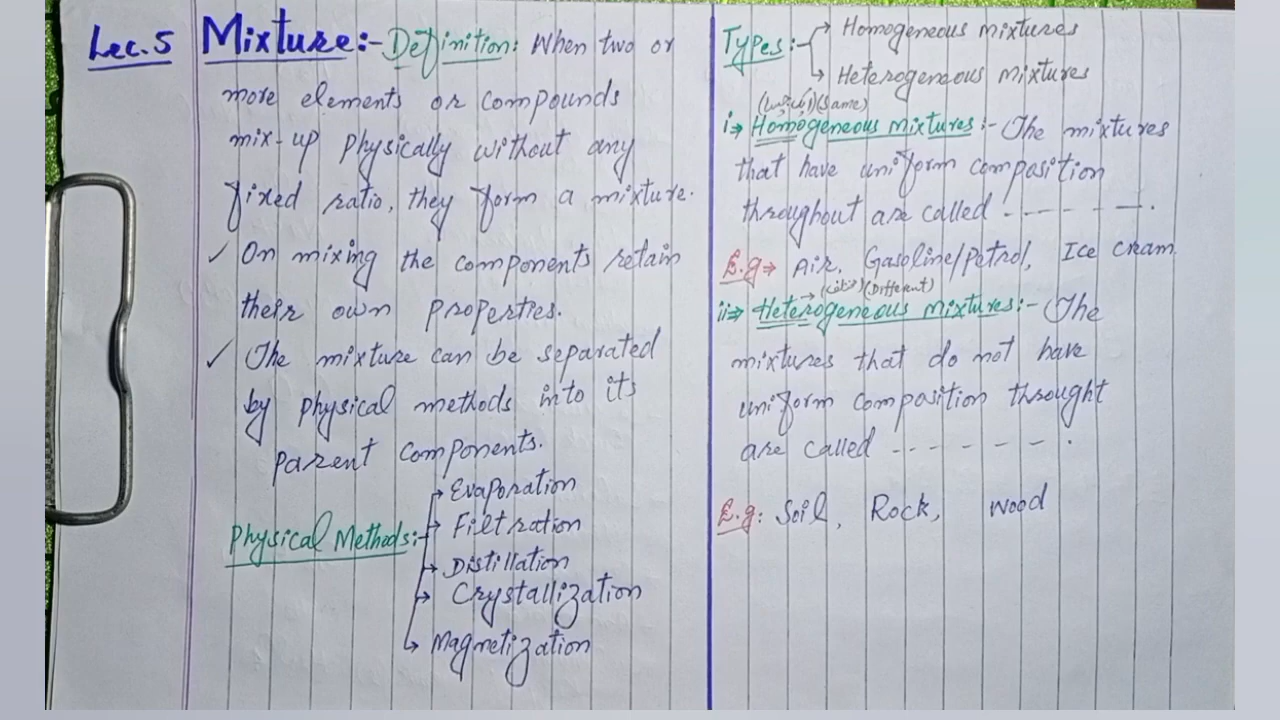 Lec.5 Mixture:- Definition: When two or
more elements or compounds
mix-up physically without any
fixed ratio, they form a mixture.
✓ On mixing the components retain
their own properties.
✓ The mixture can be separated
by physical methods into its
parent components.
Physical Methods:-
→ Evaporation
→ Filtration
→ Distillation
→ Crystallization
→ Magnetization
Types:- → Homogeneous mixtures
→ Heterogeneous mixtures
(same)
i⇒ Homogeneous mixtures:- The mixtures
that have uniform composition
throughout are called ------.
E.g⇒ Air, Gasoline/Petrol, Ice cream
→ (Different)
ii⇒ Heterogeneous mixtures:- The
mixtures that do not have
uniform composition throught
are called ------.
E.g: Soil, Rock, wood